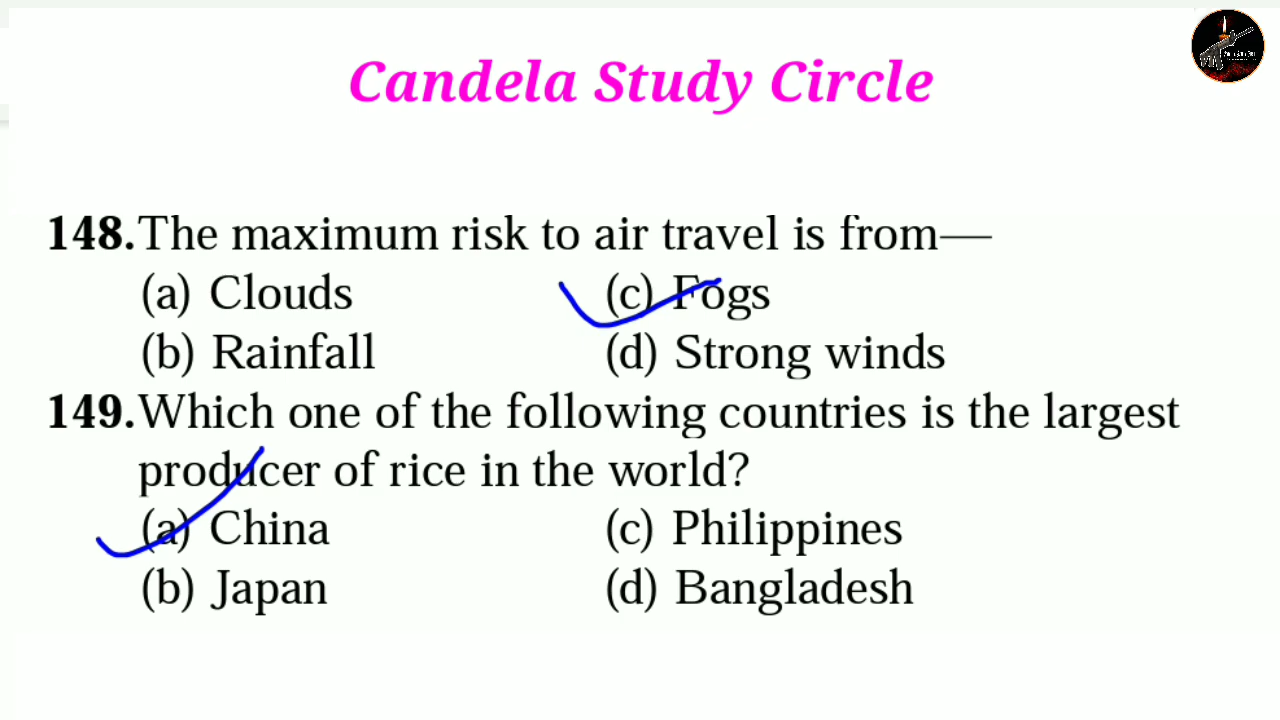 Candela Study Circle
148. The maximum risk to air travel is from—
(a) Clouds (c) Fogs
(b) Rainfall (d) Strong winds
149. Which one of the following countries is the largest
producer of rice in the world?
(a) China (c) Philippines
(b) Japan (d) Bangladesh